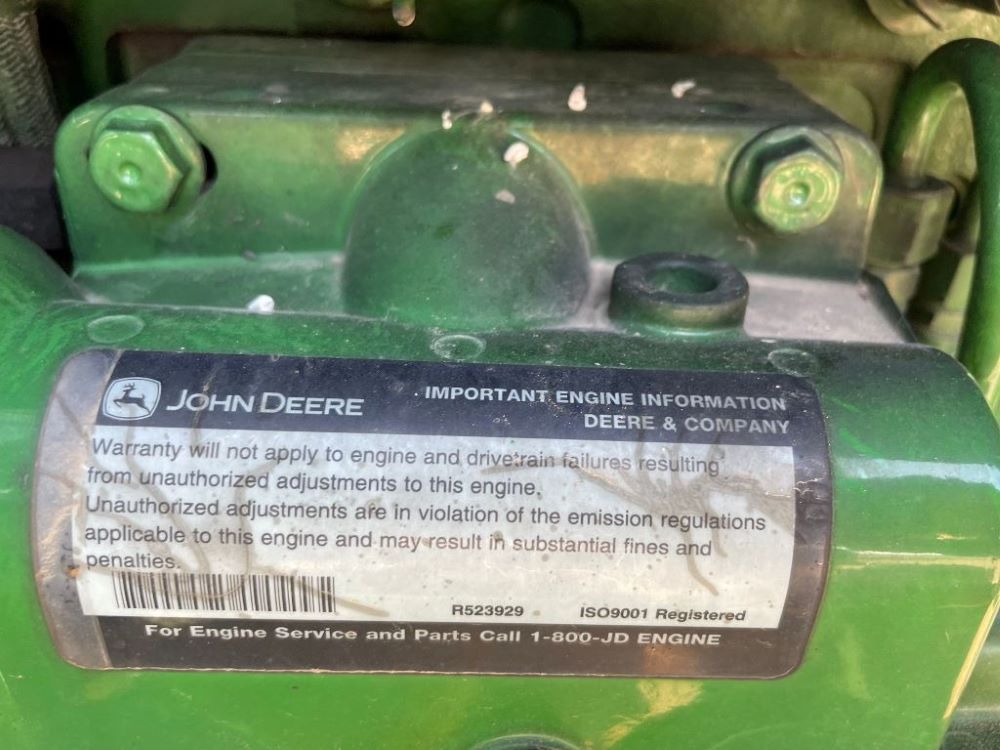 JOHN DEERE
IMPORTANT ENGINE INFORMATION
DEERE & COMPANY
Warranty will not apply to engine and drivetrain failures resulting
from unauthorized adjustments to this engine.
Unauthorized adjustments are in violation of the emission regulations
applicable to this engine and may result in substantial fines and
penalties.
R523929 ISO9001 Registered
For Engine Service and Parts Call 1-800-JD ENGINE